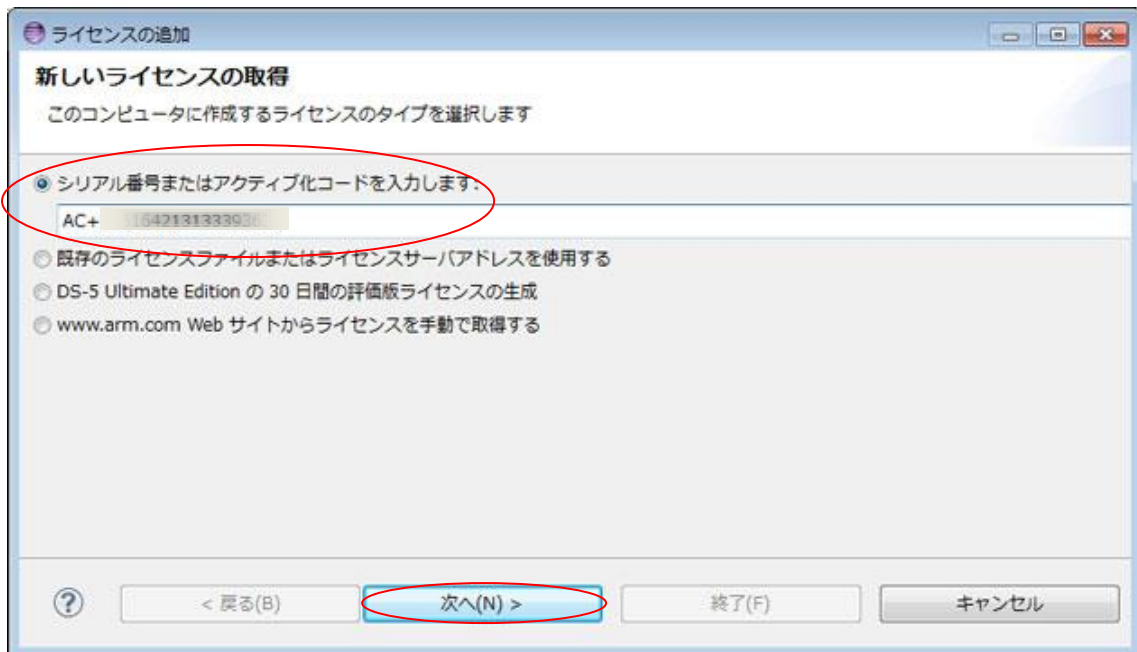 ライセンスの追加
新しいライセンスの取得
このコンピュータに作成するライセンスのタイプを選択します
シリアル番号またはアクティブ化コードを入力します:
AC+
既存のライセンスファイルまたはライセンスサーバアドレスを使用する
DS-5 Ultimate Edition の 30 日間の評価版ライセンスの生成
www.arm.com Web サイトからライセンスを手動で取得する
< 戻る(B) 次へ(N) > 終了(F) キャンセル